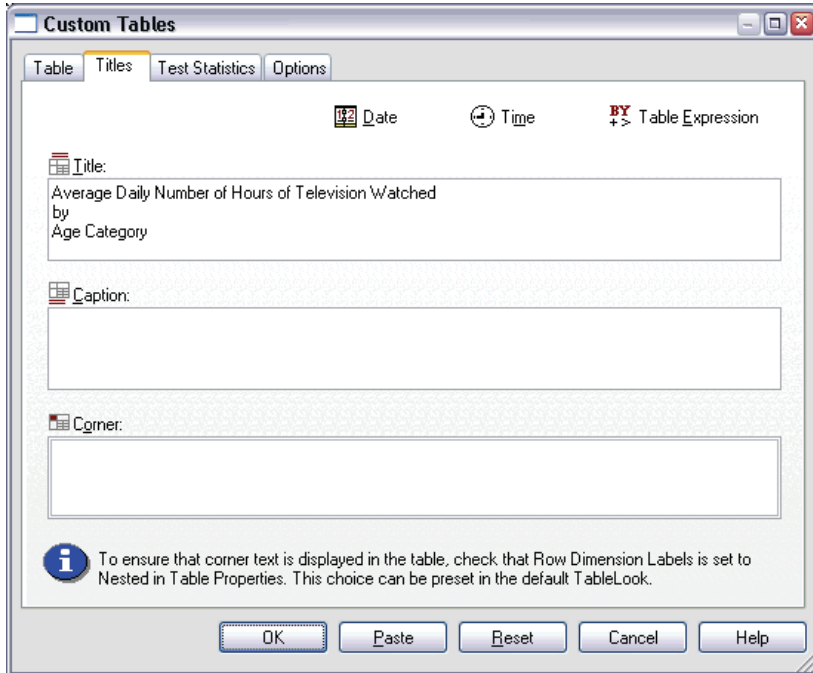 Custom Tables
Table Titles Test Statistics Options
Date Time BY +> Table Expression
Title:
Average Daily Number of Hours of Television Watched
by
Age Category
Caption:
Corner:
To ensure that corner text is displayed in the table, check that Row Dimension Labels is set to
Nested in Table Properties. This choice can be preset in the default TableLook.
OK Paste Reset Cancel Help